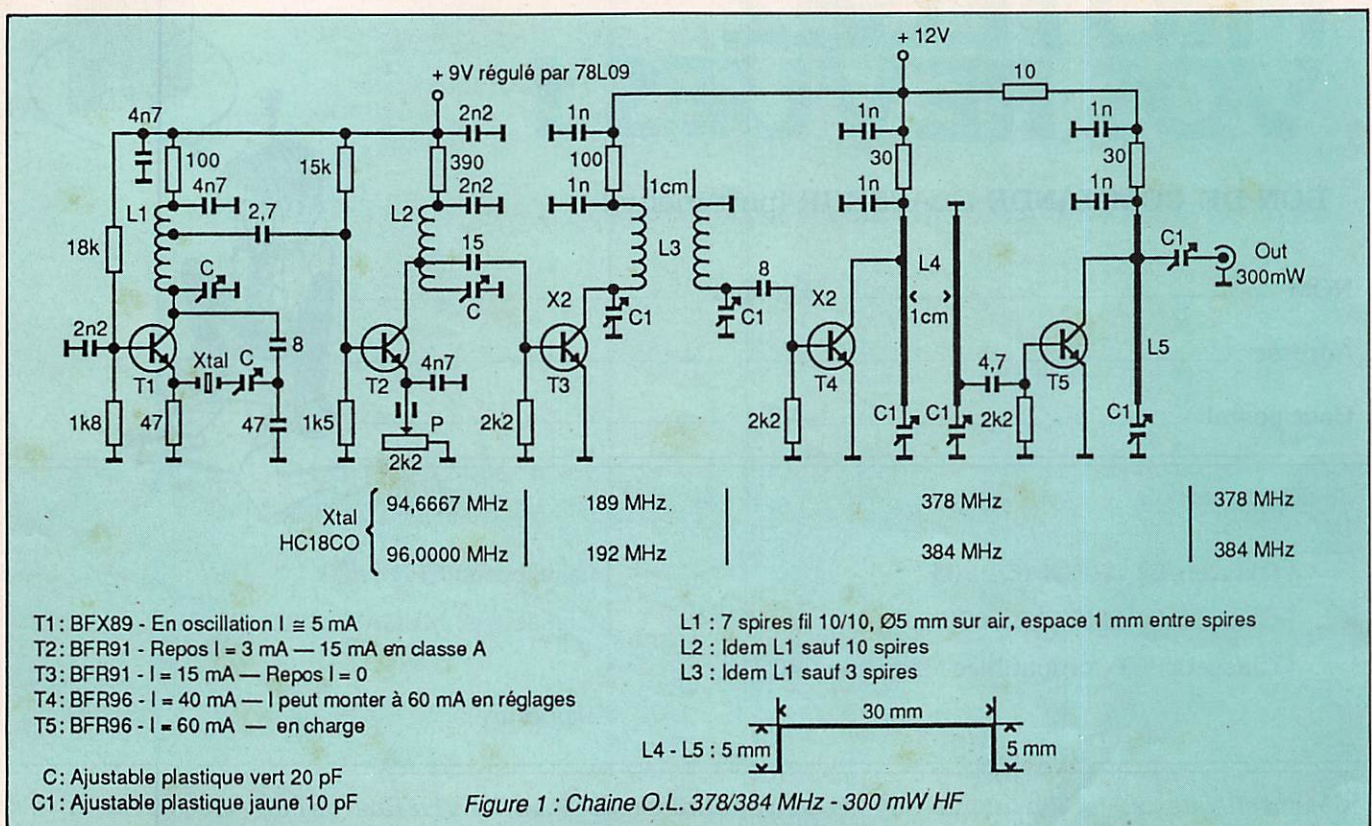 + 12V
+ 9V régulé par 78L09
10
4n7
2n2
1n
1n
1n
100
15k
390
100
30
30
4n7
2n2
1n
1cm
1n
1n
L1
2,7
L2
18k
15
L3
L4
C1
Out
300mW
C
C
X2
C1
C1
8
X2
1cm
2n2
8
Xtal
C
4n7
4,7
L5
T1
T2
T3
T4
T5
1k8
47
47
1k5
P
2k2
2k2
2k2
C1
C1
2k2
C1
Xtal
HC18CO
94,6667 MHz
189 MHz
378 MHz
378 MHz
96,0000 MHz
192 MHz
384 MHz
384 MHz
T1 : BFX89 - En oscillation I ≅ 5 mA
T2 : BFR91 - Repos I = 3 mA — 15 mA en classe A
T3 : BFR91 - I = 15 mA — Repos I = 0
T4 : BFR96 - I = 40 mA — I peut monter à 60 mA en réglages
T5 : BFR96 - I = 60 mA — en charge
C : Ajustable plastique vert 20 pF
C1 : Ajustable plastique jaune 10 pF
L1 : 7 spires fil 10/10, Ø5 mm sur air, espace 1 mm entre spires
L2 : Idem L1 sauf 10 spires
L3 : Idem L1 sauf 3 spires
30 mm
L4 - L5 : 5 mm
5 mm
Figure 1 : Chaine O.L. 378/384 MHz - 300 mW HF